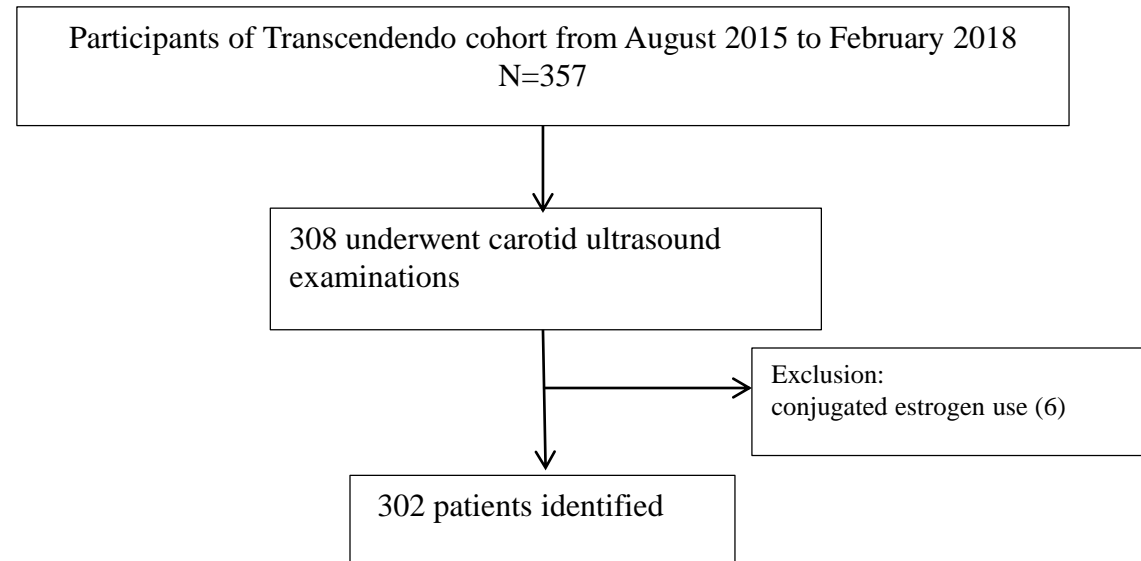 Participants of Transcendendo cohort from August 2015 to February 2018
N=357
308 underwent carotid ultrasound
examinations
Exclusion:
conjugated estrogen use (6)
302 patients identified